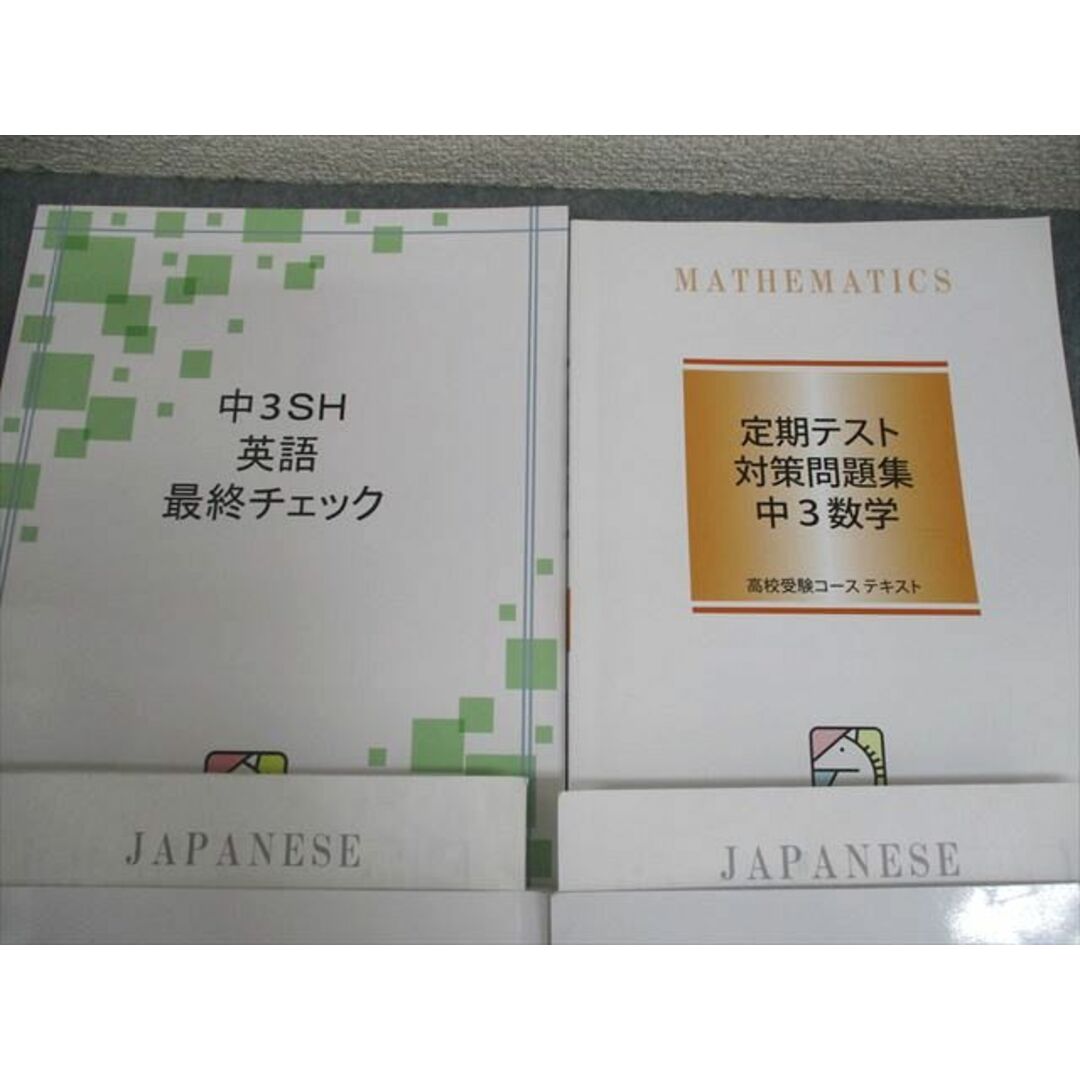 中3SH
英語
最終チェック
MATHEMATICS
定期テスト
対策問題集
中3数学
高校受験コース テキスト
JAPANESE
JAPANESE